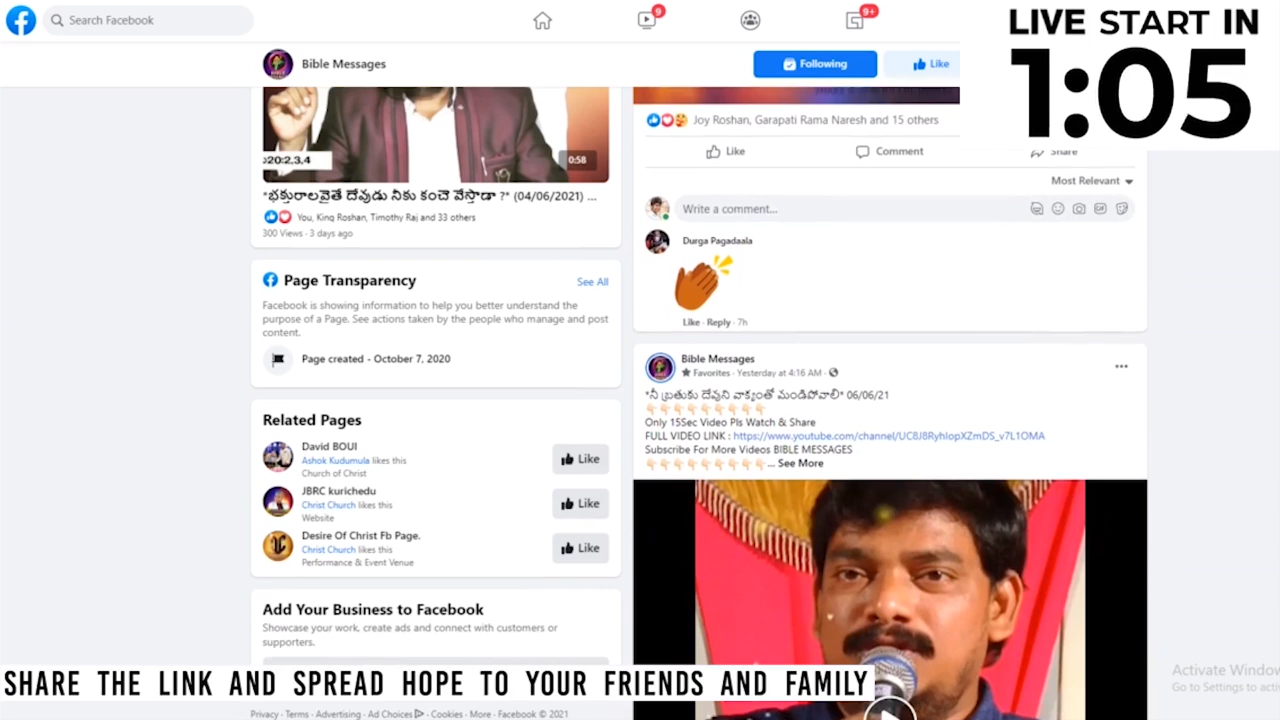 Search Facebook
9
9+
LIVE START IN
1:05
Bible Messages
Following
Like
020:2,3,4
0:58
*భక్తురాలవైతే దేవుడు నీకు కంచె వేస్తాడా ?* (04/06/2021) ...
You, King Roshan, Timothy Raj and 33 others
300 Views · 3 days ago
Page Transparency
See All
Facebook is showing information to help you better understand the
purpose of a Page. See actions taken by the people who manage and post
content.
Page created - October 7, 2020
Related Pages
David BOUI
Ashok Kudumula likes this
Church of Christ
Like
JBRC kurichedu
Christ Church likes this
Website
Like
Desire Of Christ Fb Page.
Christ Church likes this
Performance & Event Venue
Like
Add Your Business to Facebook
Showcase your work, create ads and connect with customers or
supporters.
Joy Roshan, Garapati Rama Naresh and 15 others
Like
Comment
Share
Most Relevant
Write a comment...
Durga Pagadaala
Like · Reply · 7h
Bible Messages
Favorites · Yesterday at 4:16 AM ·
*నీ బ్రతుకు దేవుని వాక్యంతో మండిపోవాలి* 06/06/21
Only 15Sec Video Pls Watch & Share
FULL VIDEO LINK : https://www.youtube.com/channel/UC8J8RyhIopXZmDS_v7L1OMA
Subscribe For More Videos BIBLE MESSAGES
... See More
SHARE THE LINK AND SPREAD HOPE TO YOUR FRIENDS AND FAMILY
Privacy · Terms · Advertising · Ad Choices · Cookies · More · Facebook © 2021
Activate Window
Go to Settings to acti